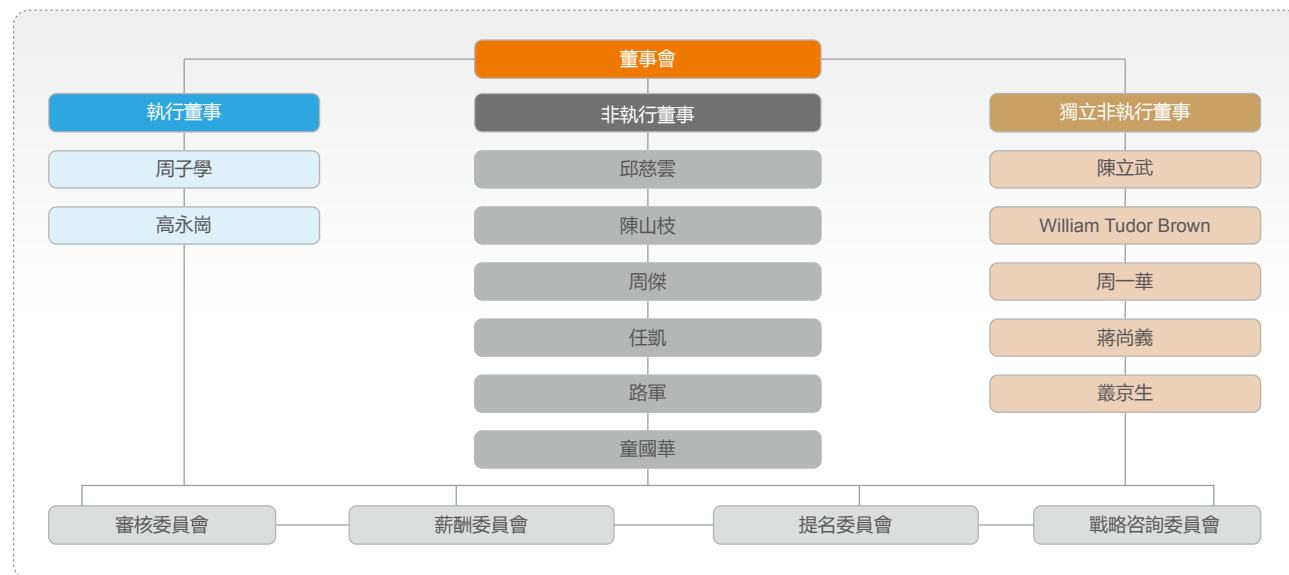 董事會
執行董事
周子學
高永崗
非執行董事
邱慈雲
陳山枝
周傑
任凱
路軍
童國華
獨立非執行董事
陳立武
William Tudor Brown
周一華
蔣尚義
叢京生
審核委員會
薪酬委員會
提名委員會
戰略咨詢委員會